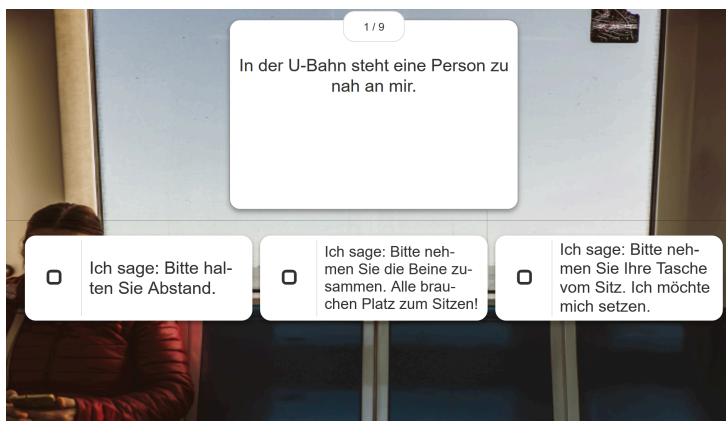 1 / 9
In der U-Bahn steht eine Person zu
nah an mir.
Ich sage: Bitte hal-
ten Sie Abstand.
Ich sage: Bitte neh-
men Sie die Beine zu-
sammen. Alle brau-
chen Platz zum Sitzen!
Ich sage: Bitte neh-
men Sie Ihre Tasche
vom Sitz. Ich möchte
mich setzen.